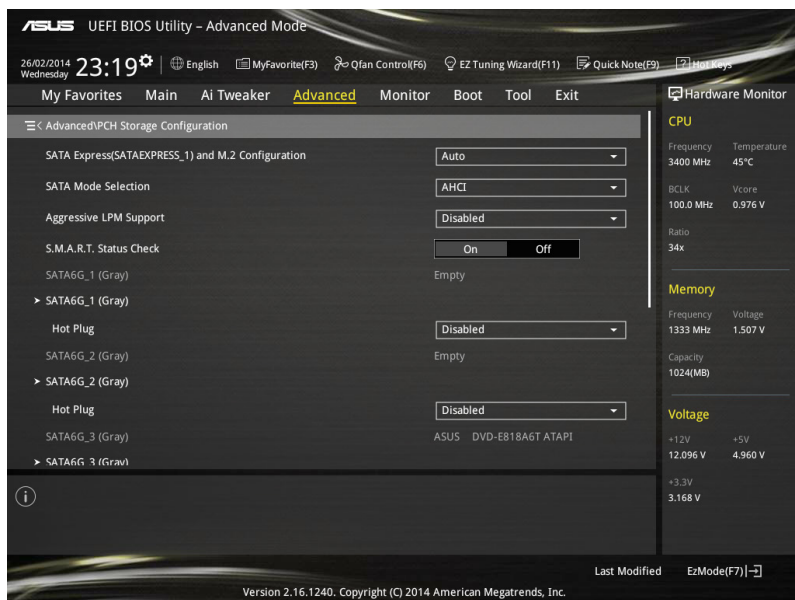 ASUS UEFI BIOS Utility – Advanced Mode
26/02/2014 Wednesday 23:19 English MyFavorite(F3) Qfan Control(F6) EZ Tuning Wizard(F11) Quick Note(F9) ? Hot Keys
My Favorites Main Ai Tweaker Advanced Monitor Boot Tool Exit
Advanced\PCH Storage Configuration
SATA Express(SATAEXPRESS_1) and M.2 Configuration Auto
SATA Mode Selection AHCI
Aggressive LPM Support Disabled
S.M.A.R.T. Status Check On Off
SATA6G_1 (Gray) Empty
> SATA6G_1 (Gray)
Hot Plug Disabled
SATA6G_2 (Gray) Empty
> SATA6G_2 (Gray)
Hot Plug Disabled
SATA6G_3 (Gray) ASUS DVD-E818A6T ATAPI
> SATA6G_3 (Gray)
Hardware Monitor
CPU
Frequency Temperature
3400 MHz 45°C
BCLK Vcore
100.0 MHz 0.976 V
Ratio
34x
Memory
Frequency Voltage
1333 MHz 1.507 V
Capacity
1024(MB)
Voltage
+12V +5V
12.096 V 4.960 V
+3.3V
3.168 V
Last Modified EzMode(F7)
Version 2.16.1240. Copyright (C) 2014 American Megatrends, Inc.